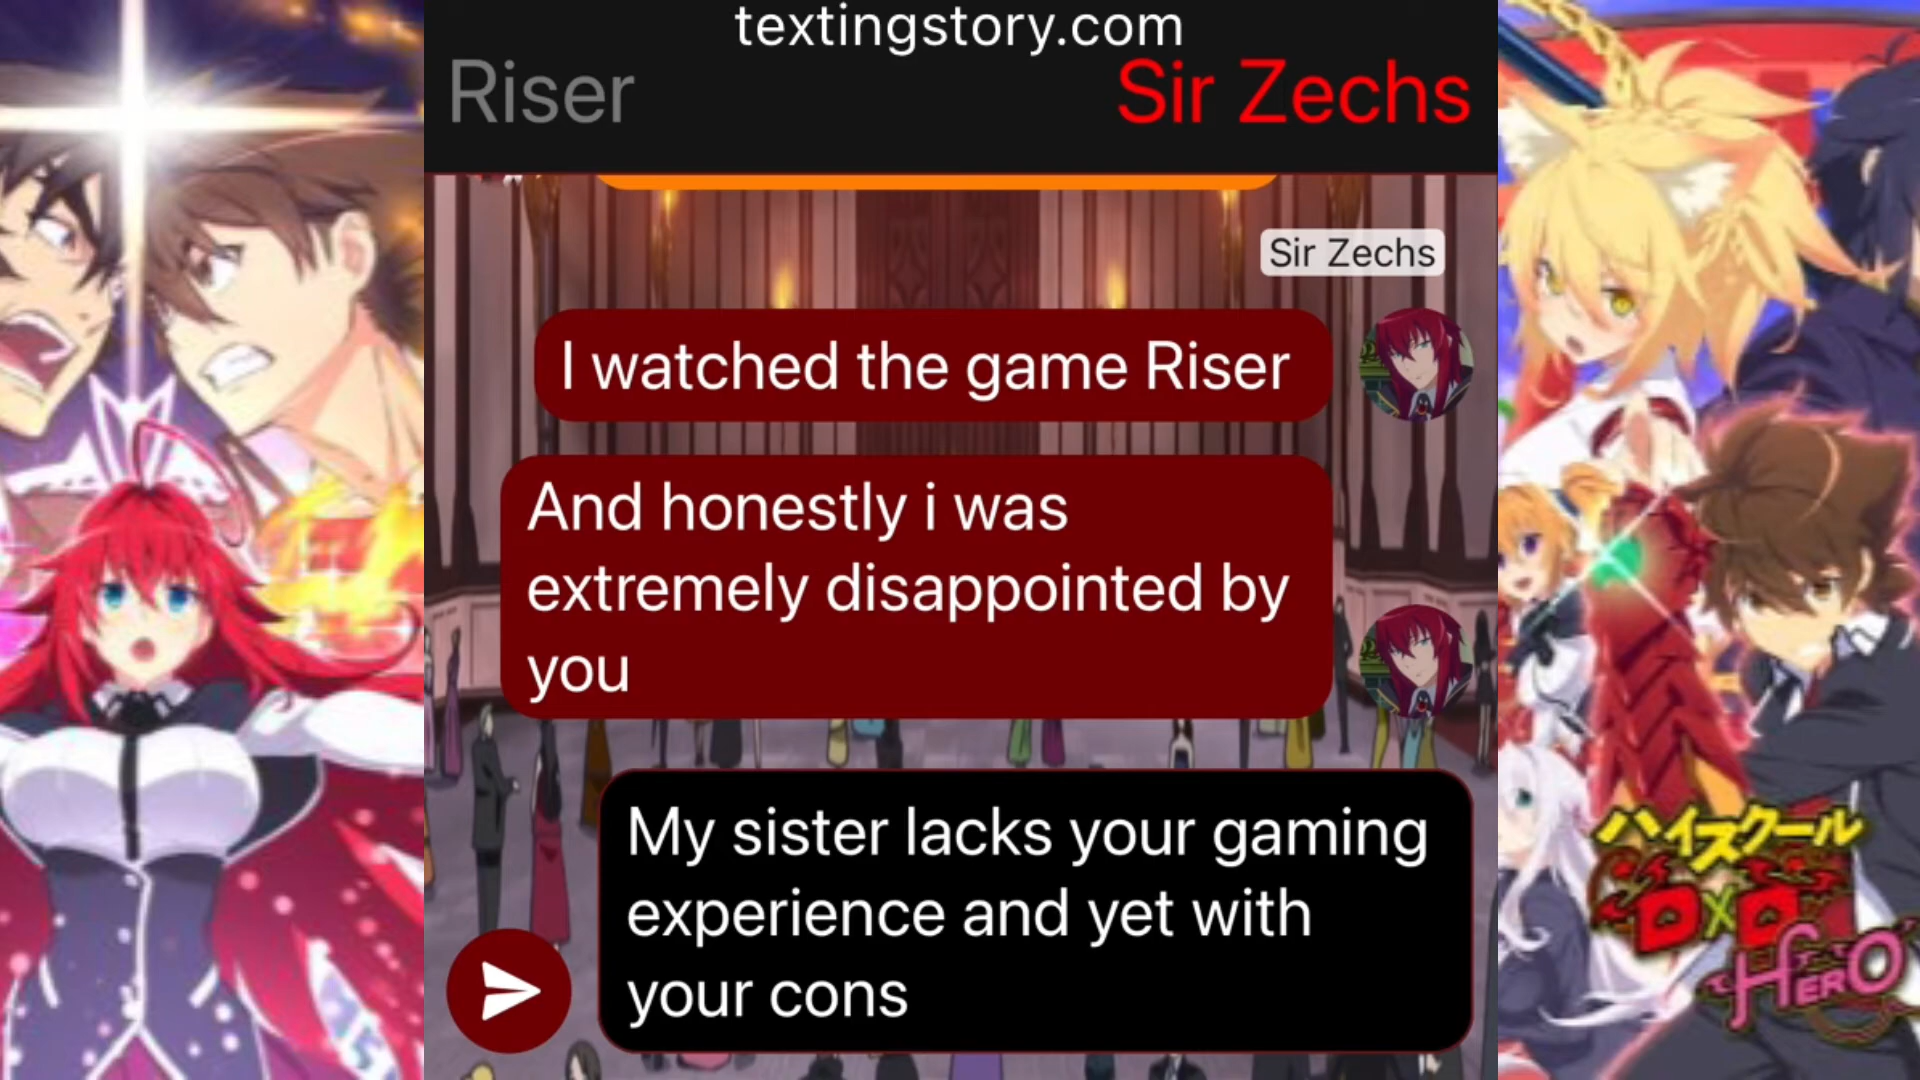 textingstory.com
Riser
Sir Zechs
Sir Zechs
I watched the game Riser
And honestly i was
extremely disappointed by
you
My sister lacks your gaming
experience and yet with
your cons
ハイスクール
D×D
HERO